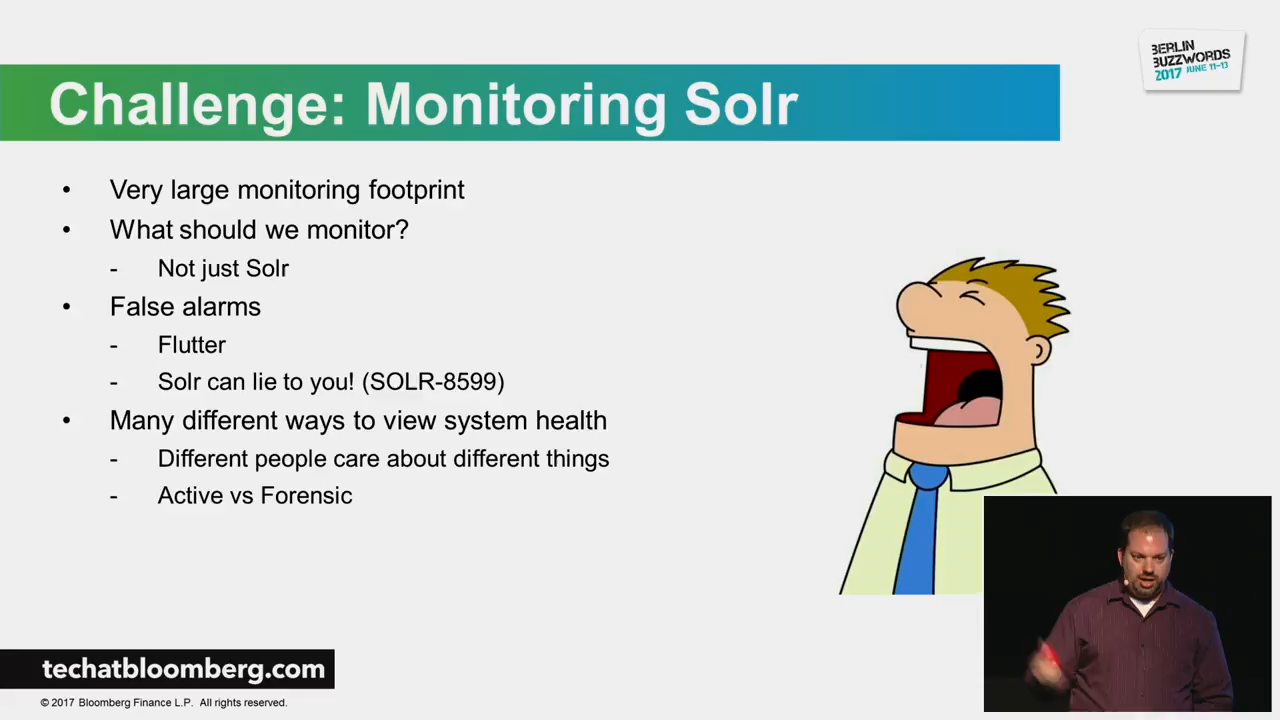 BERLIN
BUZZWORDS
2017 JUNE 11-13
Challenge: Monitoring Solr
• Very large monitoring footprint
• What should we monitor?
- Not just Solr
• False alarms
- Flutter
- Solr can lie to you! (SOLR-8599)
• Many different ways to view system health
- Different people care about different things
- Active vs Forensic
techatbloomberg.com
© 2017 Bloomberg Finance L.P. All rights reserved.